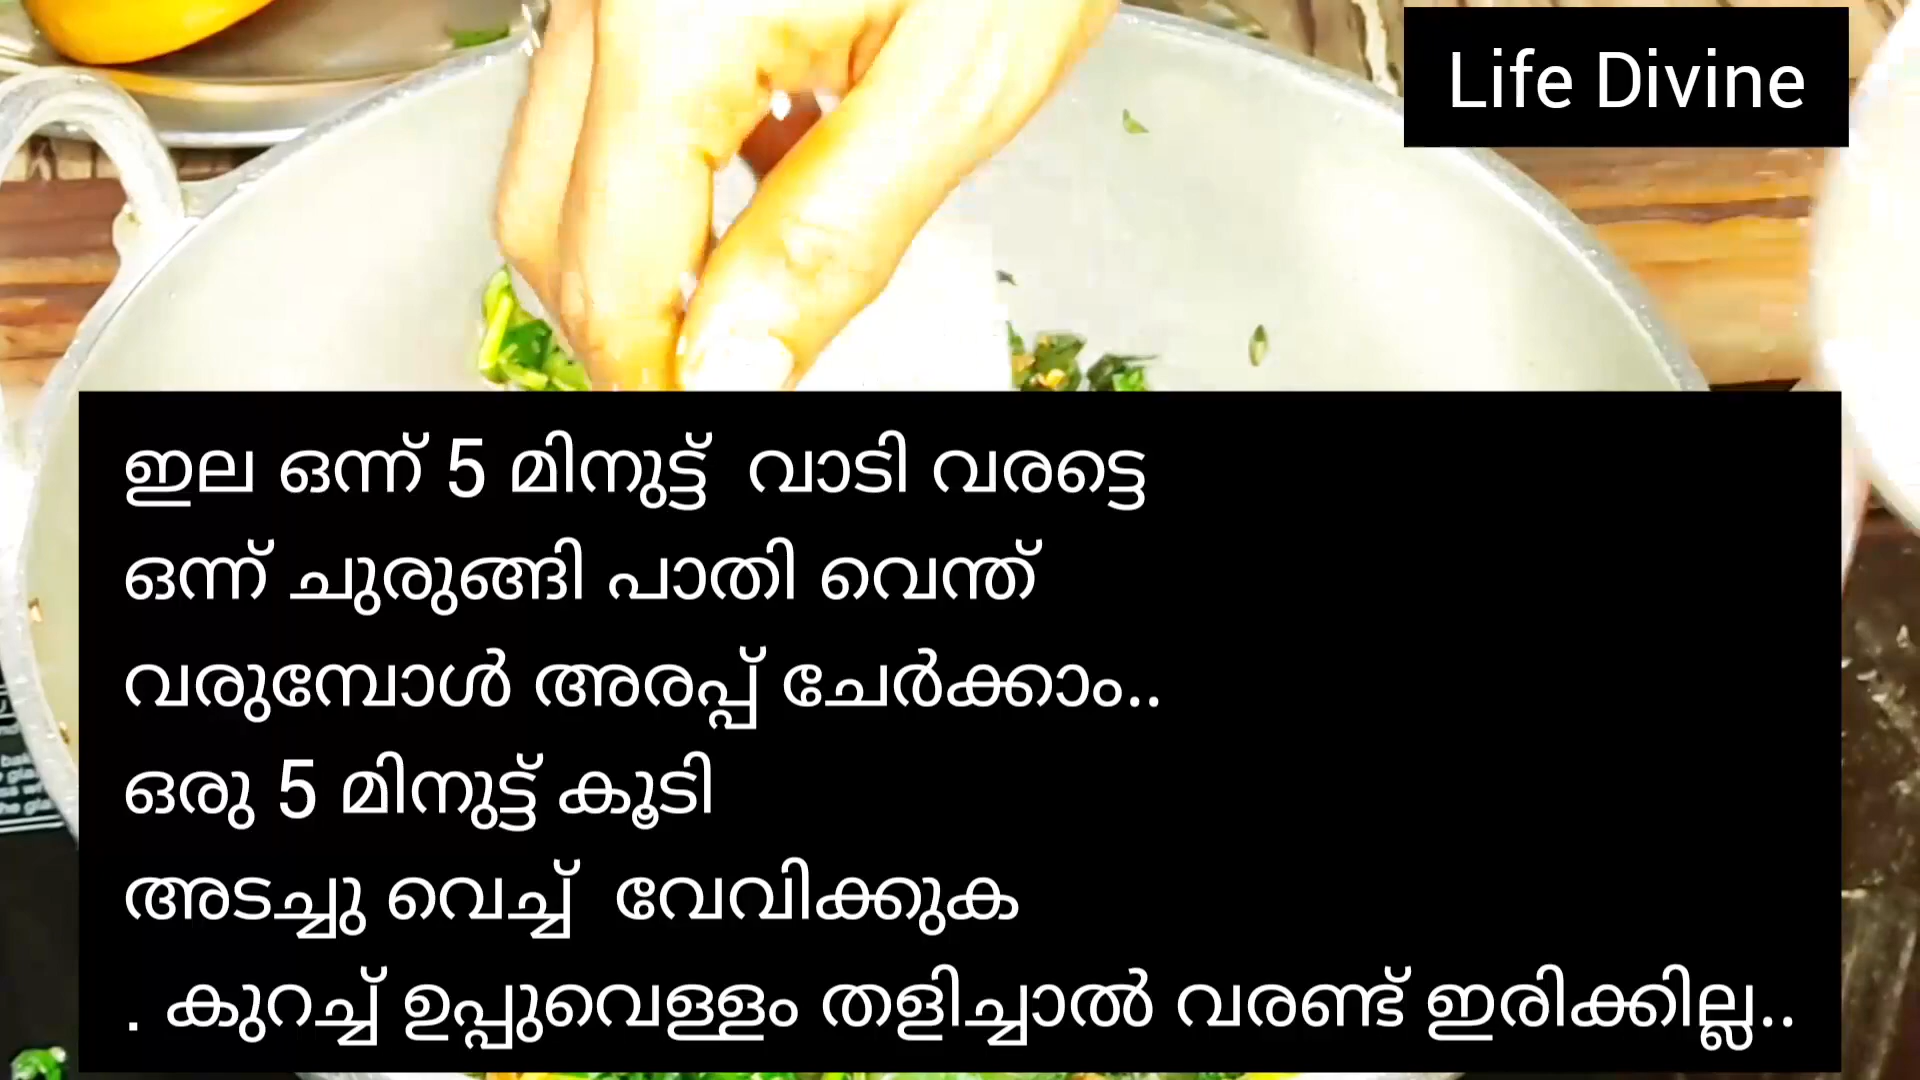 Life Divine
ഇല ഒന്ന് 5 മിനുട്ട്  വാടി വരട്ടെ
ഒന്ന് ചുരുങ്ങി പാതി വെന്ത്
വരുമ്പോൾ അരപ്പ് ചേർക്കാം..
ഒരു 5 മിനുട്ട് കൂടി
അടച്ചു വെച്ച്  വേവിക്കുക
. കുറച്ച് ഉപ്പുവെള്ളം തളിച്ചാൽ വരണ്ട് ഇരിക്കില്ല..